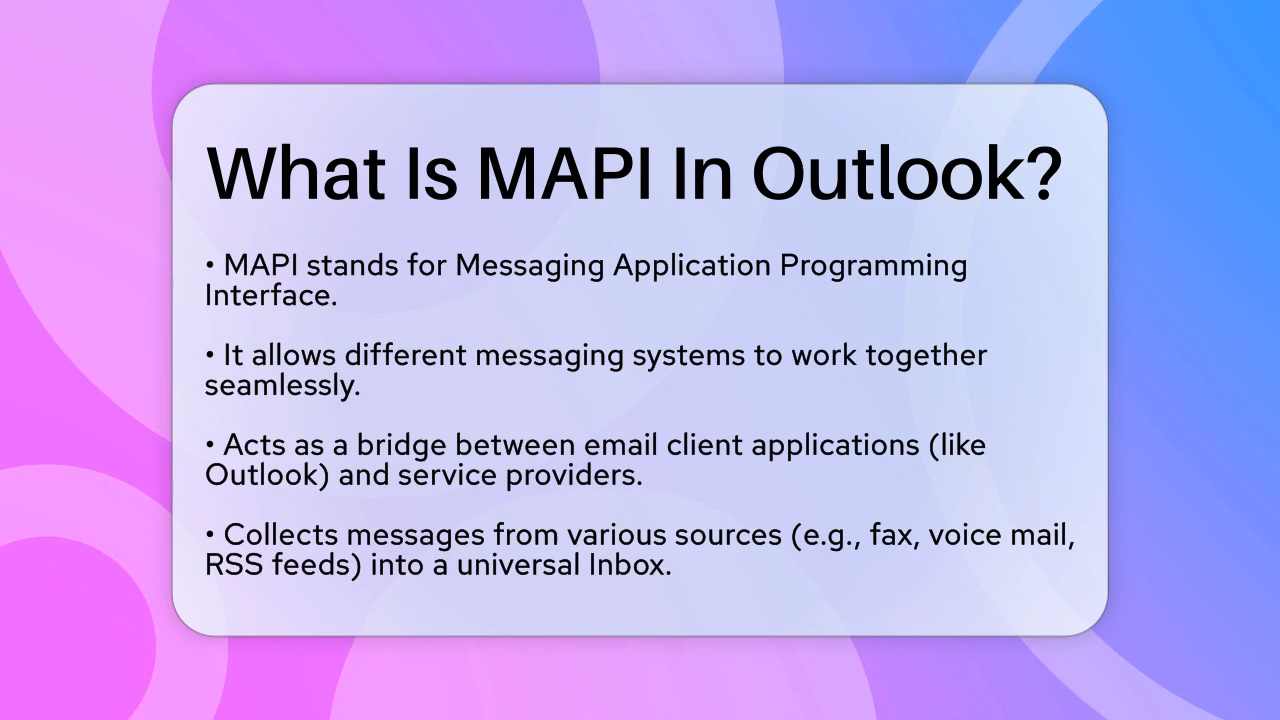 What Is MAPI In Outlook?
• MAPI stands for Messaging Application Programming
Interface.
• It allows different messaging systems to work together
seamlessly.
• Acts as a bridge between email client applications (like
Outlook) and service providers.
• Collects messages from various sources (e.g., fax, voice mail,
RSS feeds) into a universal Inbox.